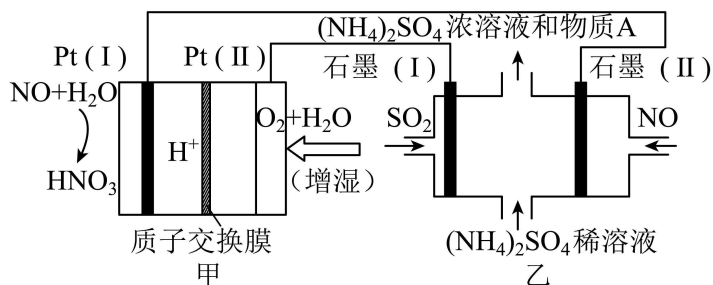 (NH4)2SO4浓溶液和物质A
Pt (Ⅰ)
Pt (Ⅱ)
石墨 (Ⅰ)
石墨 (Ⅱ)
NO+H2O
O2+H2O
SO2
NO
H+
HNO3
(增湿)
质子交换膜
(NH4)2SO4稀溶液
甲
乙